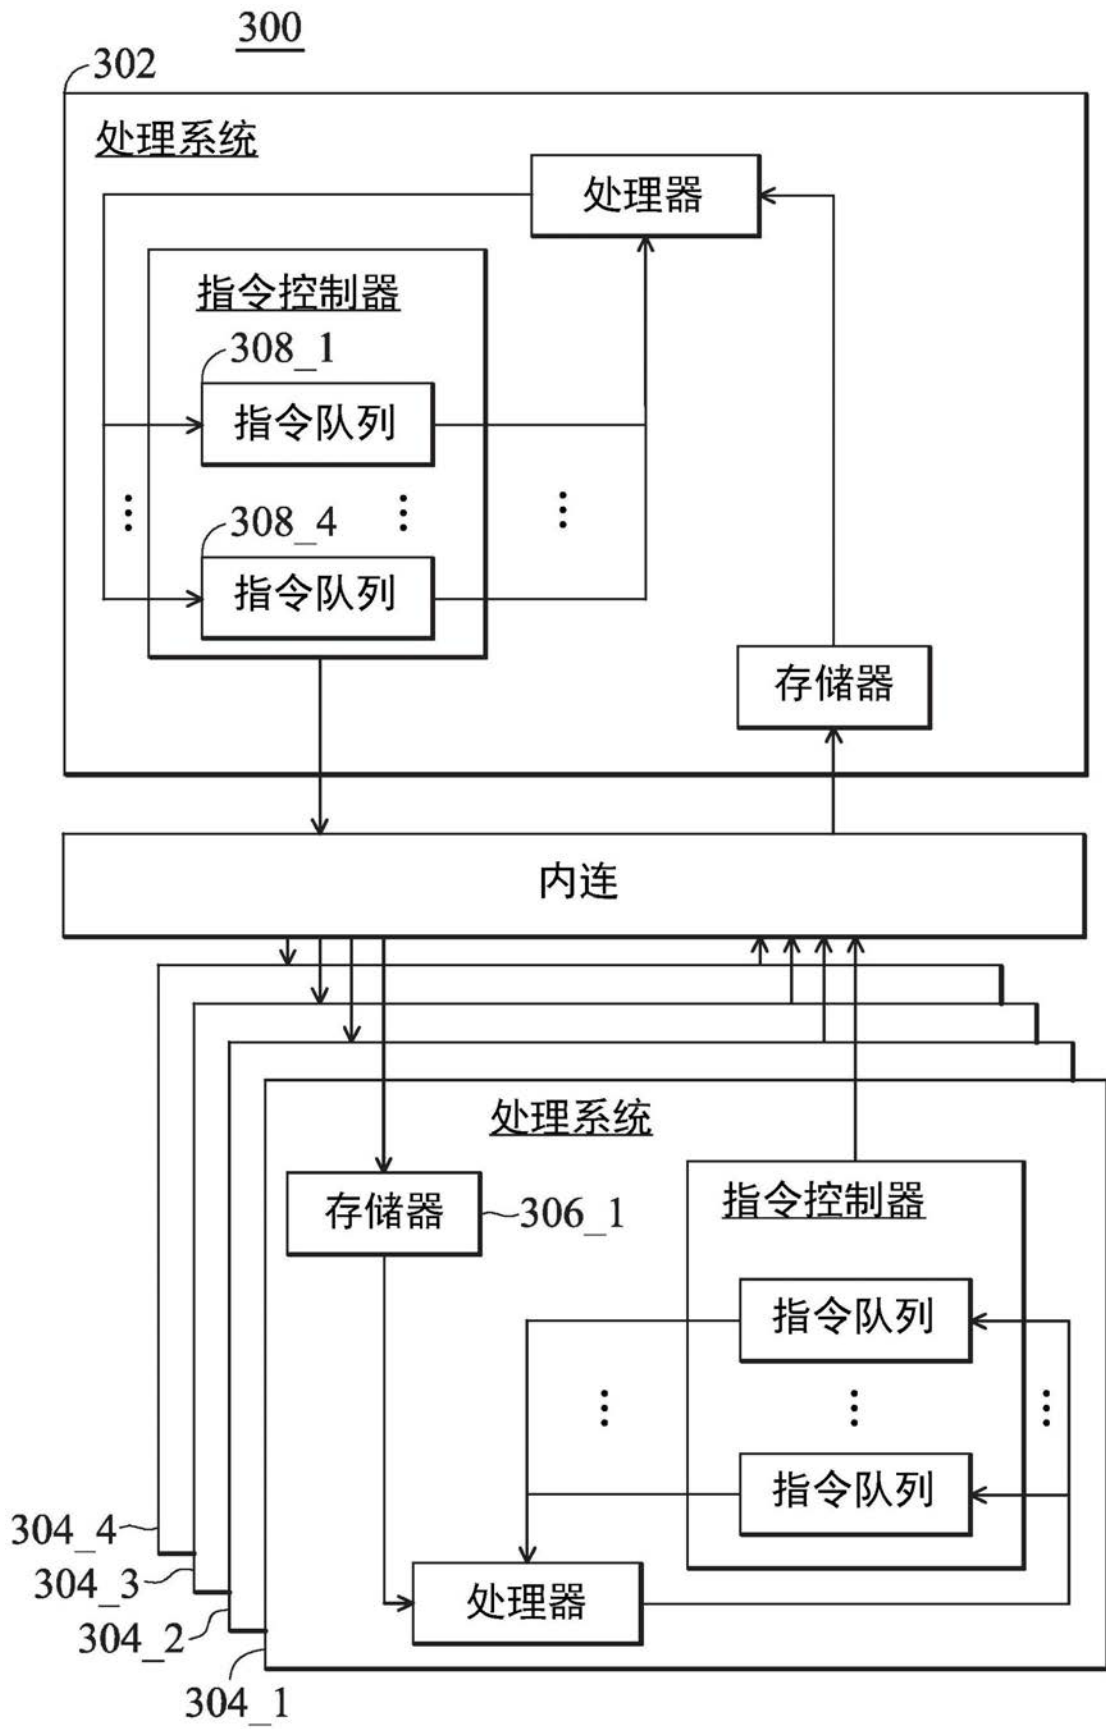 300
302
处理系统
处理器
指令控制器
308_1
指令队列
308_4
指令队列
存储器
内连
处理系统
存储器
306_1
指令控制器
指令队列
指令队列
处理器
304_4
304_3
304_2
304_1